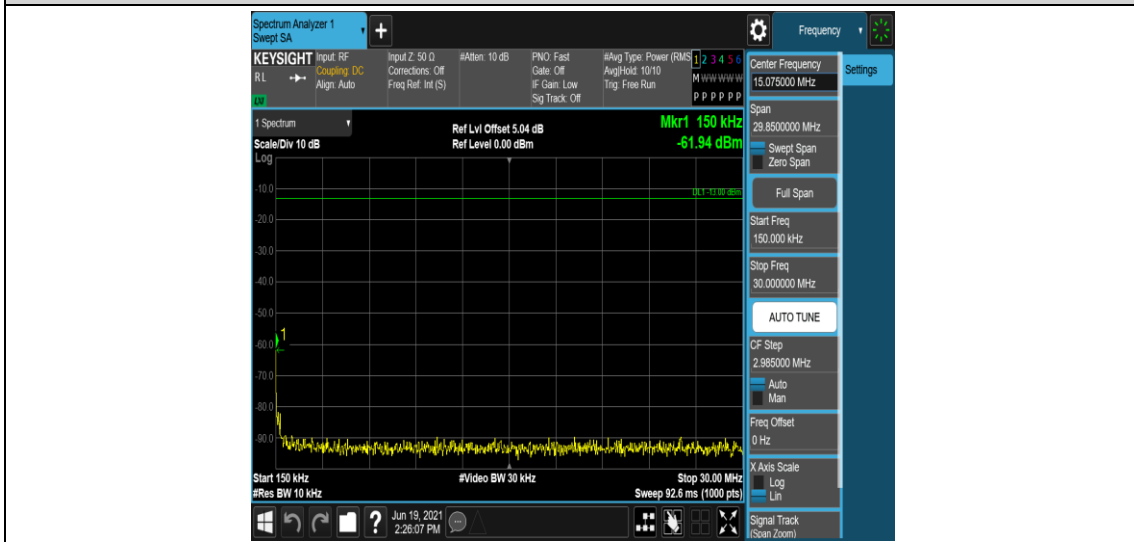 Spectrum Analyzer 1
Swept SA
+
Frequency
KEYSIGHT
RL
LXI
Input: RF
Coupling: DC
Align: Auto
Input Z: 50 Ω
Corrections: Off
Freq Ref: Int (S)
#Atten: 10 dB
PNO: Fast
Gate: Off
IF Gain: Low
Sig Track: Off
#Avg Type: Power (RMS
Avg|Hold: 10/10
Trig: Free Run
1 2 3 4 5 6
M W W W W W
P P P P P P
1 Spectrum
Scale/Div 10 dB
Log
Ref Lvl Offset 5.04 dB
Ref Level 0.00 dBm
Mkr1 150 kHz
-61.94 dBm
DL1 -13.00 dBm
-10.0
-20.0
-30.0
-40.0
-50.0
-60.0
-70.0
-80.0
-90.0
1
Start 150 kHz
#Res BW 10 kHz
#Video BW 30 kHz
Stop 30.00 MHz
Sweep 92.6 ms (1000 pts)
?
Jun 19, 2021
2:26:07 PM
Center Frequency
15.075000 MHz
Span
29.8500000 MHz
Swept Span
Zero Span
Full Span
Start Freq
150.000 kHz
Stop Freq
30.000000 MHz
AUTO TUNE
CF Step
2.985000 MHz
Auto
Man
Freq Offset
0 Hz
X Axis Scale
Log
Lin
Signal Track
(Span Zoom)
Settings